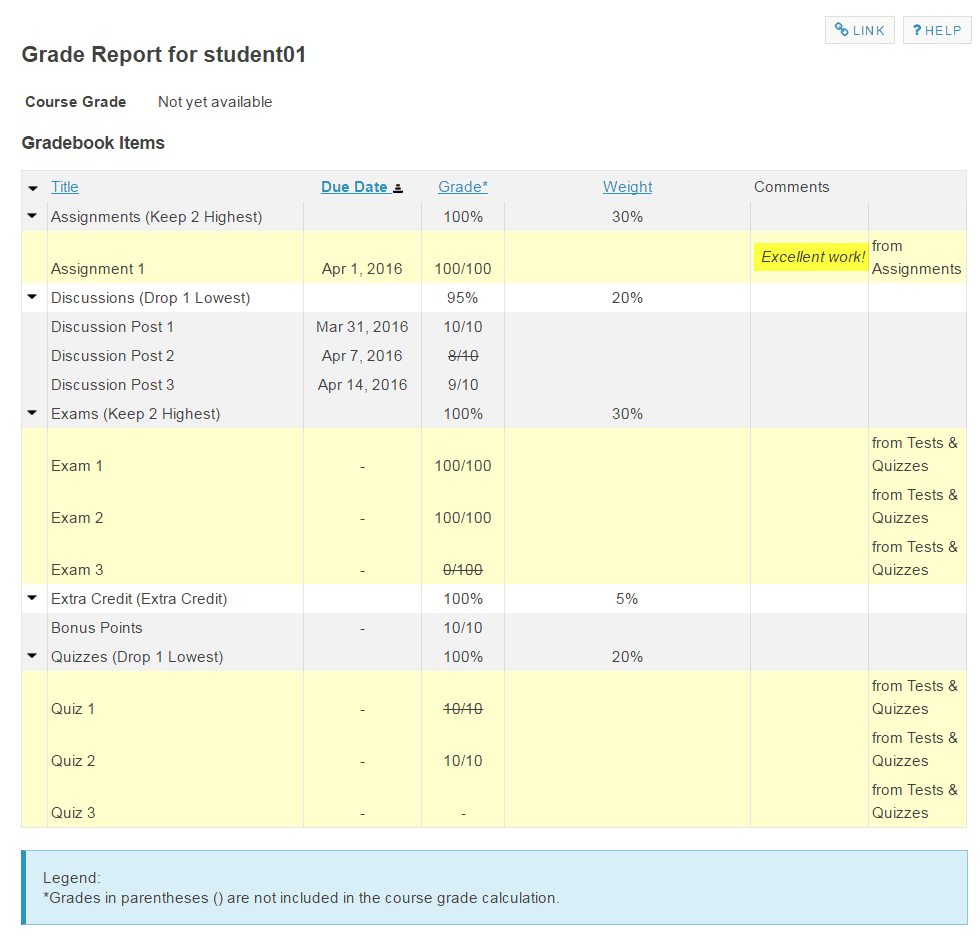 LINK ? HELP
Grade Report for student01
Course Grade Not yet available
Gradebook Items
Title Due Date Grade* Weight Comments
Assignments (Keep 2 Highest) 100% 30%
Assignment 1 Apr 1, 2016 100/100 Excellent work! from Assignments
Discussions (Drop 1 Lowest) 95% 20%
Discussion Post 1 Mar 31, 2016 10/10
Discussion Post 2 Apr 7, 2016 8/10
Discussion Post 3 Apr 14, 2016 9/10
Exams (Keep 2 Highest) 100% 30%
Exam 1 - 100/100 from Tests & Quizzes
Exam 2 - 100/100 from Tests & Quizzes
Exam 3 - 0/100 from Tests & Quizzes
Extra Credit (Extra Credit) 100% 5%
Bonus Points - 10/10
Quizzes (Drop 1 Lowest) 100% 20%
Quiz 1 - 10/10 from Tests & Quizzes
Quiz 2 - 10/10 from Tests & Quizzes
Quiz 3 - - from Tests & Quizzes
Legend:
*Grades in parentheses () are not included in the course grade calculation.